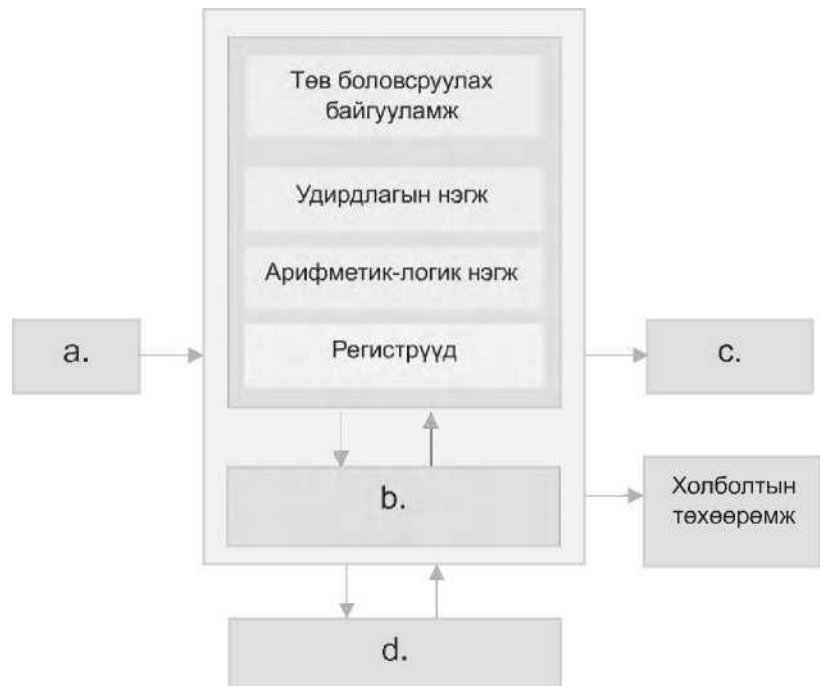 Төв боловсруулах
байгууламж
Удирдлагын нэгж
Арифметик-логик нэгж
Регистрүүд
a.
c.
b.
Холболтын
төхөөрөмж
d.